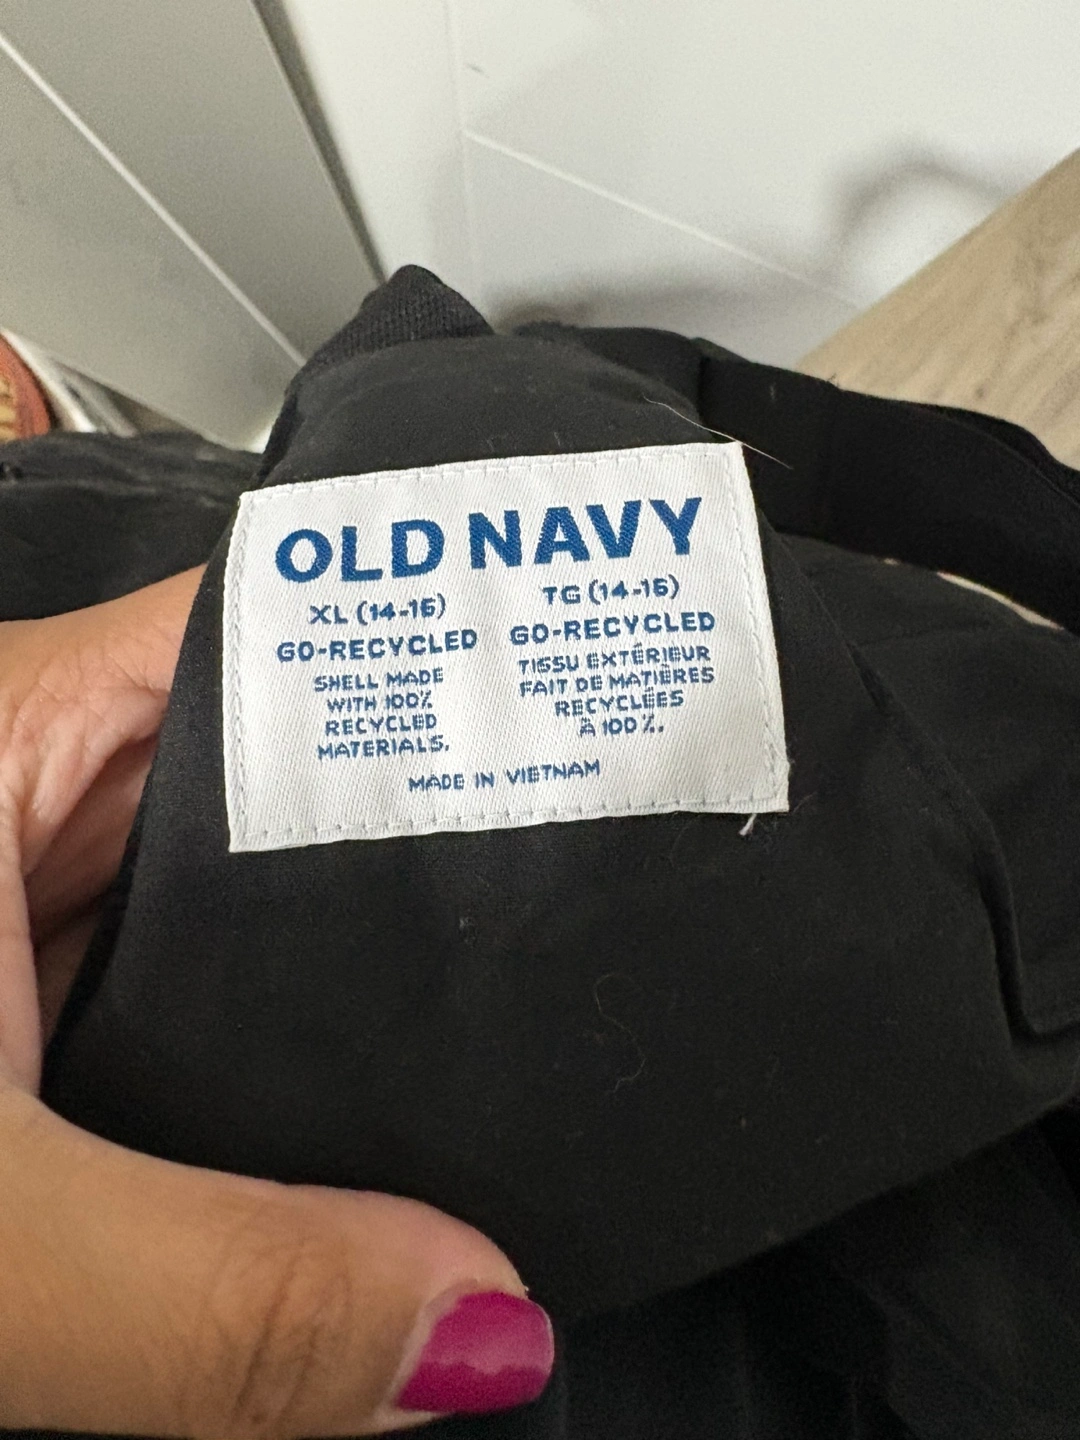 OLD NAVY
XL (14-16)
GO-RECYCLED
SHELL MADE
WITH 100%
RECYCLED
MATERIALS.
TG (14-16)
GO-RECYCLED
TISSU EXTÉRIEUR
FAIT DE MATIÈRES
RECYCLÉES
À 100 %.
MADE IN VIETNAM